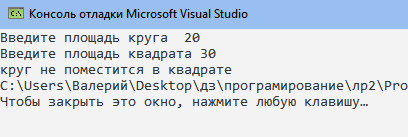 Консоль отладки Microsoft Visual Studio
Введите площадь круга  20
Введите площадь квадрата 30
круг не поместится в квадрате
C:\Users\Валерий\Desktop\дз\програмирование\лр2\Pro
Чтобы закрыть это окно, нажмите любую клавишу…